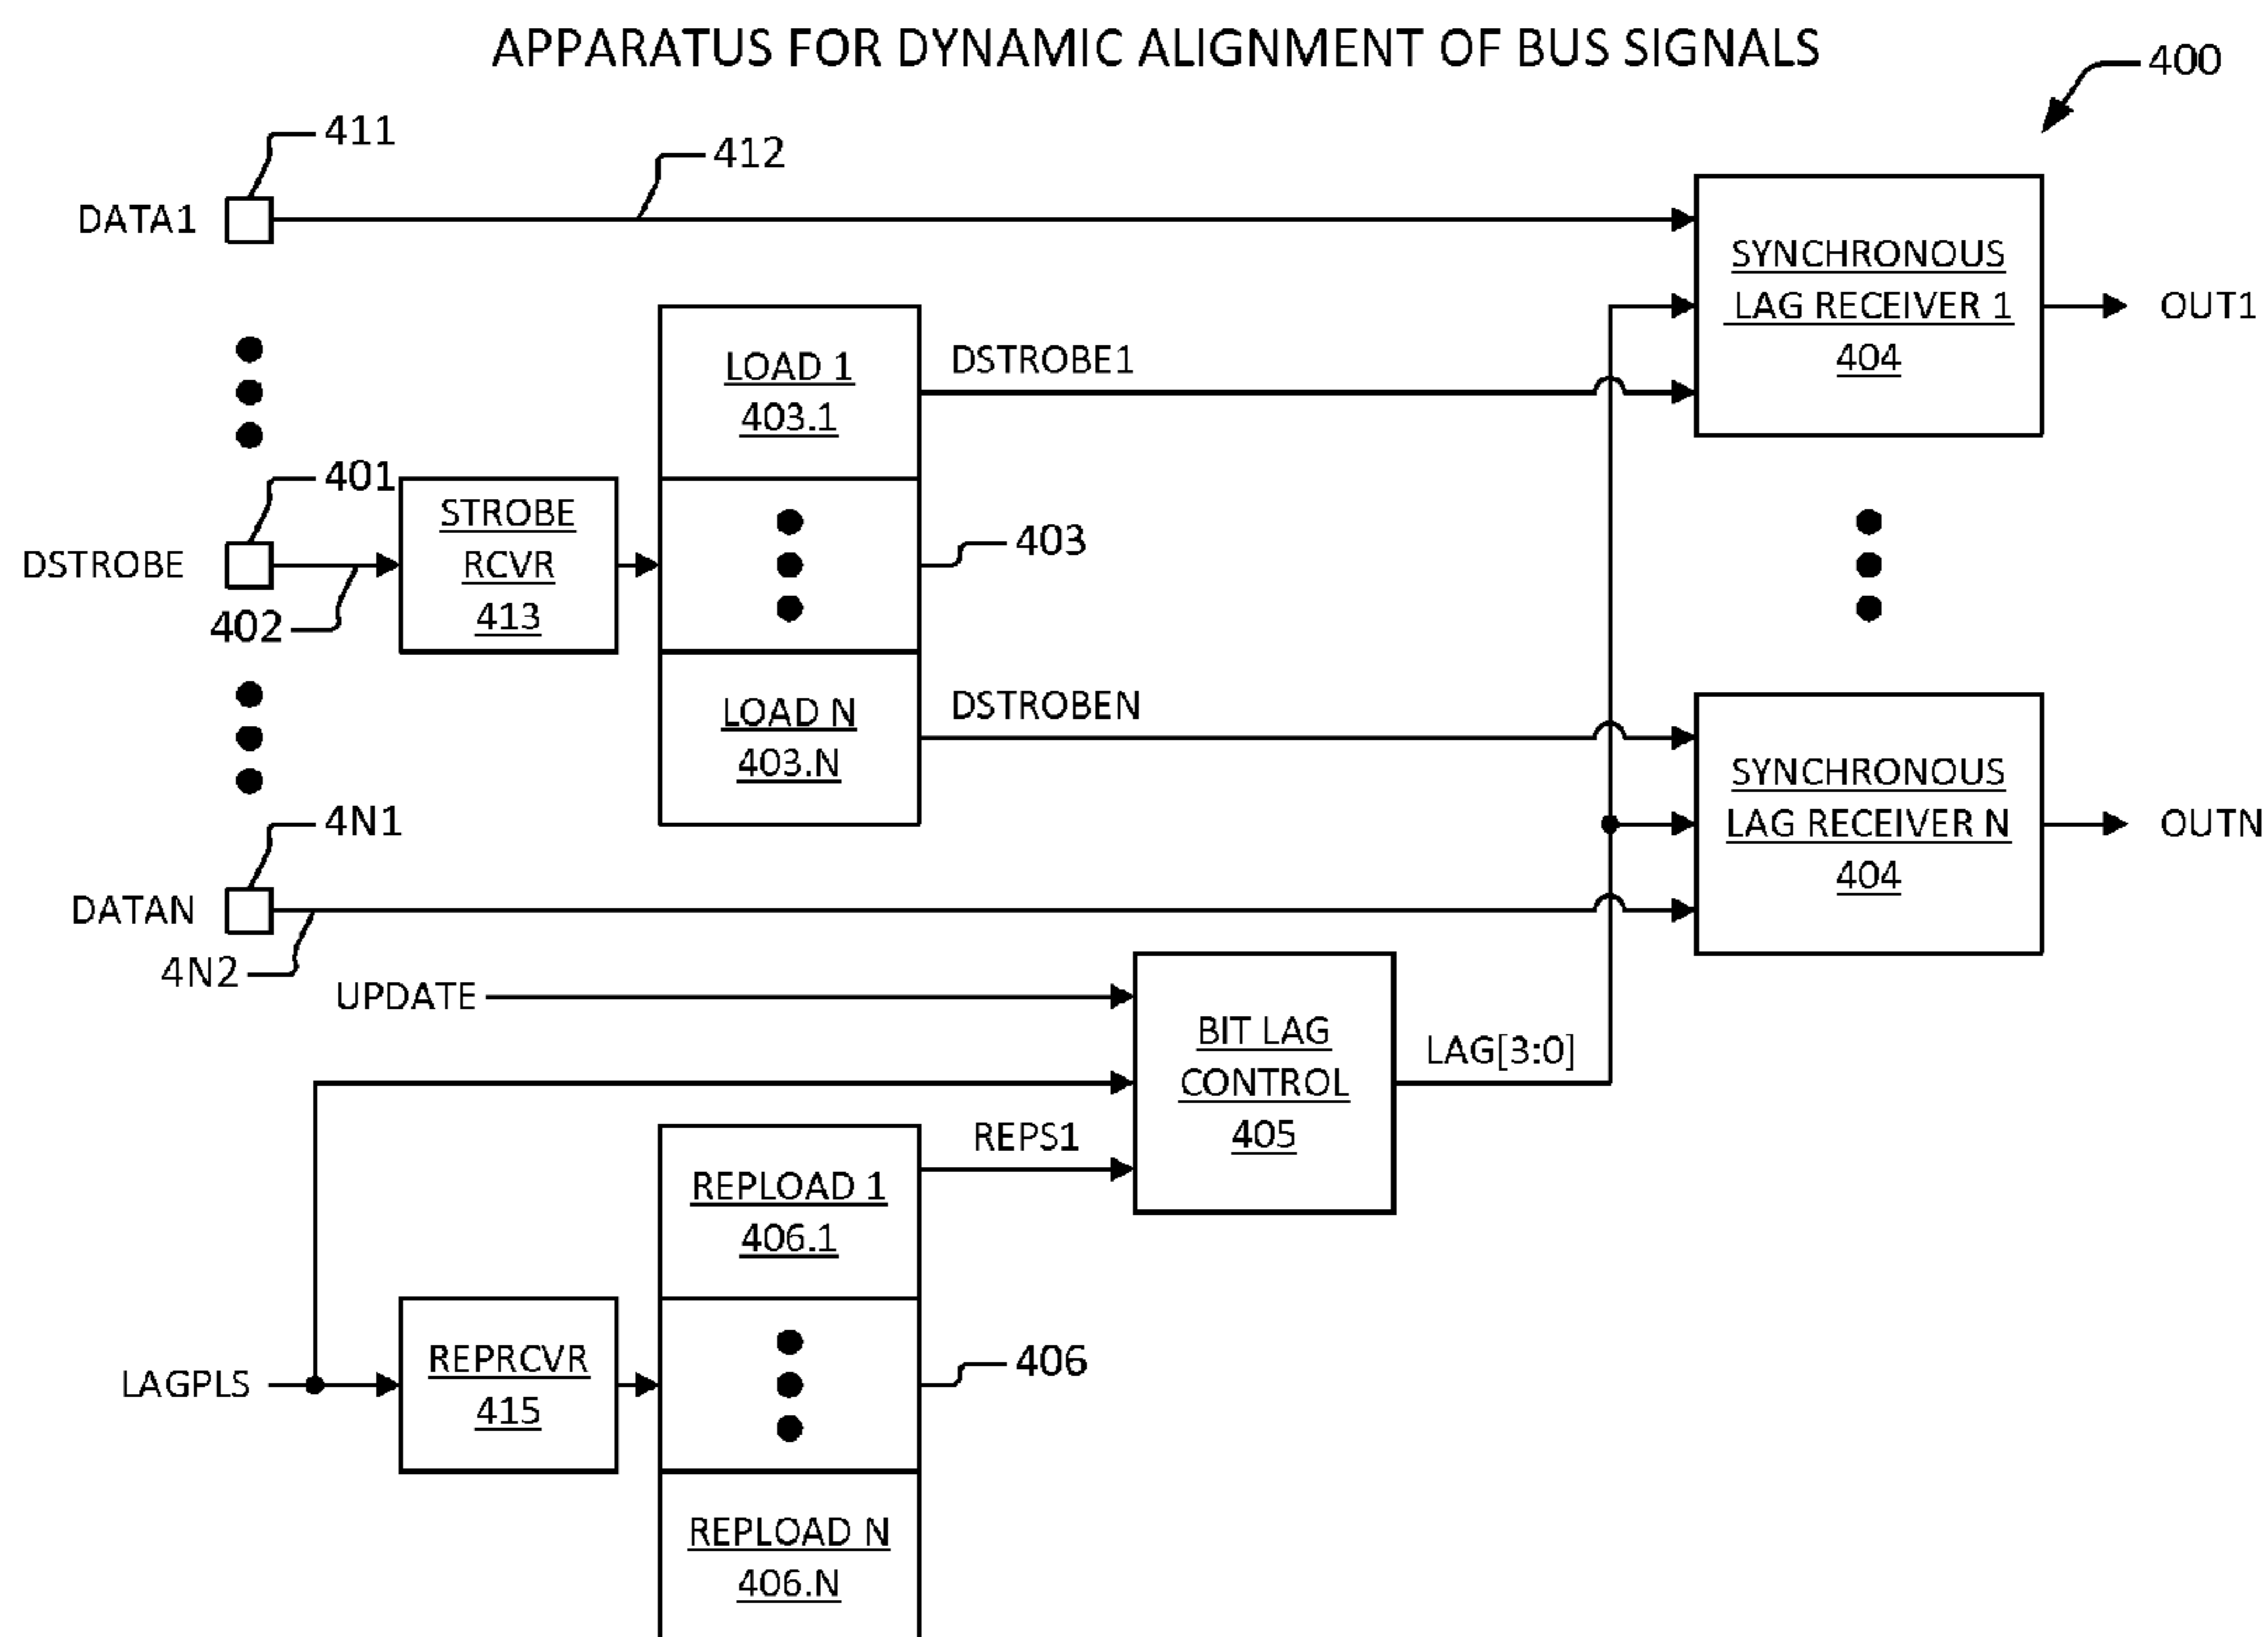 APPARATUS FOR DYNAMIC ALIGNMENT OF BUS SIGNALS
400
411
412
DATA1
SYNCHRONOUS
LAG RECEIVER 1
404
OUT1
LOAD 1
403.1
DSTROBE1
401
STROBE
RCVR
413
403
DSTROBE
402
LOAD N
403.N
DSTROBEN
SYNCHRONOUS
LAG RECEIVER N
404
OUTN
4N1
DATAN
4N2
UPDATE
BIT LAG
CONTROL
405
LAG[3:0]
REPS1
REPLOAD 1
406.1
LAGPLS
REPRCVR
415
406
REPLOAD N
406.N